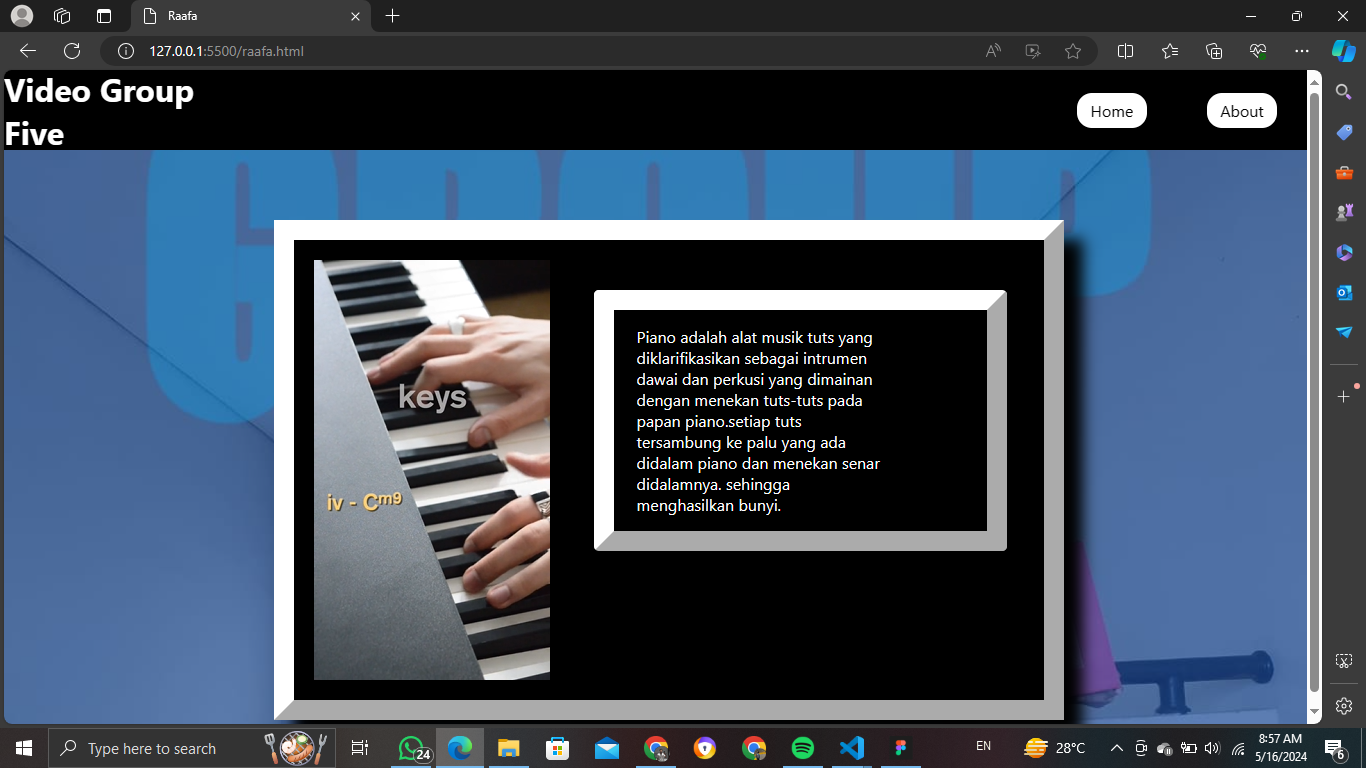 Raafa
127.0.0.1:5500/raafa.html
Video Group
Five
Home
About
GROUP
keys
iv - Cm9
Piano adalah alat musik tuts yang
diklarifikasikan sebagai intrumen
dawai dan perkusi yang dimainan
dengan menekan tuts-tuts pada
papan piano.setiap tuts
tersambung ke palu yang ada
didalam piano dan menekan senar
didalamnya. sehingga
menghasilkan bunyi.
Type here to search
24
EN
28°C
8:57 AM
5/16/2024
6